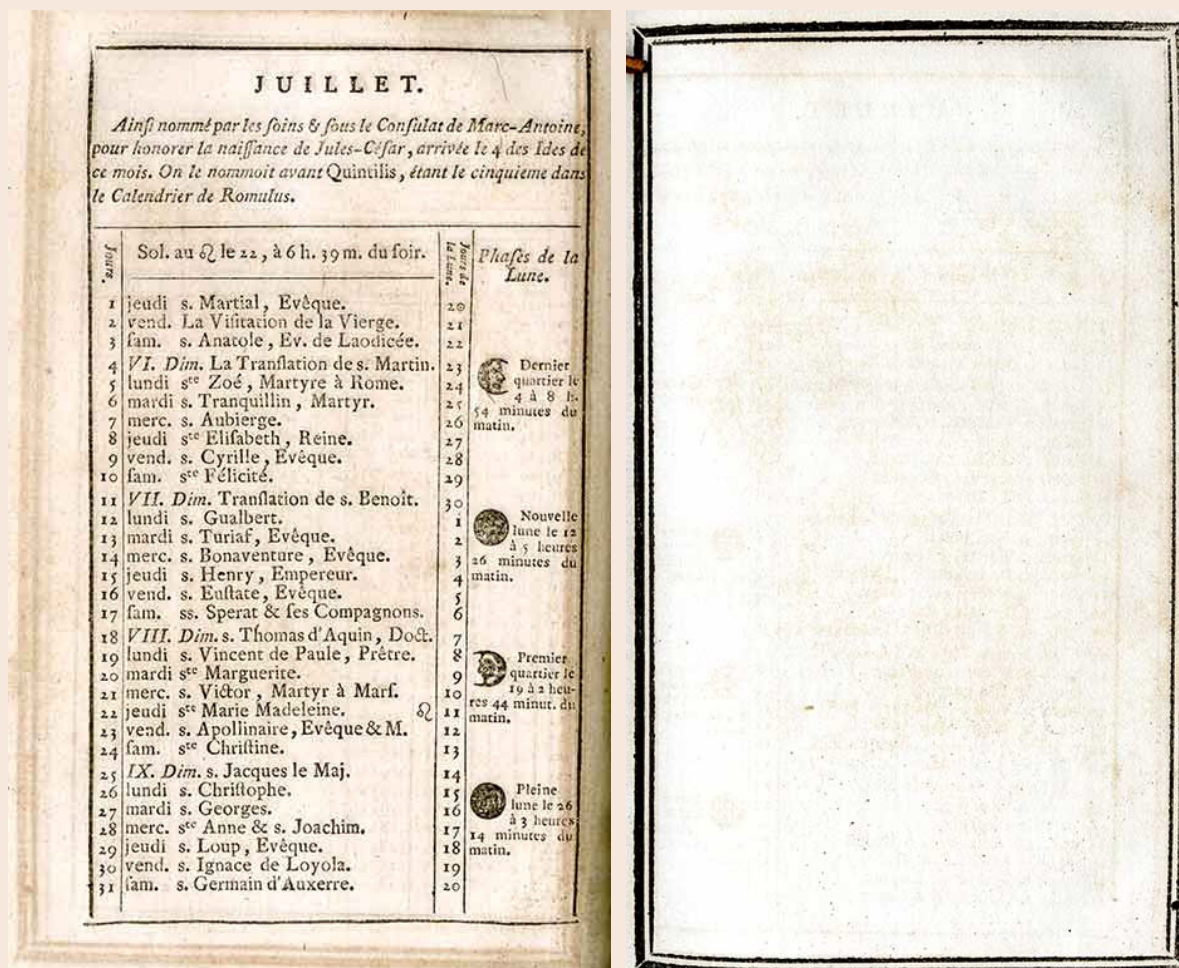 JUILLET.
Ainſi nommé par les ſoins & ſous le Conſulat de Marc-Antoine,
pour honorer la naiſſance de Jules-Céſar, arrivée le 4 des Ides de
ce mois. On le nommoit avant Quintilis, étant le cinquieme dans
le Calendrier de Romulus.
Jours.
Sol. au ♌ le 22, à 6 h. 39 m. du ſoir.
Jours de
la Lune.
Phaſes de la
Lune.
1 jeudi s. Martial, Evêque. 20
2 vend. La Viſitation de la Vierge. 21
3 ſam. s. Anatole, Ev. de Laodicée. 22
4 VI. Dim. La Tranſlation de s. Martin. 23
5 lundi ste Zoé, Martyre à Rome. 24
6 mardi s. Tranquillin, Martyr. 25
7 merc. s. Aubierge. 26
8 jeudi ste Eliſabeth, Reine. 27
9 vend. s. Cyrille, Evêque. 28
10 ſam. ste Félicité. 29
11 VII. Dim. Tranſlation de s. Benoît. 30
12 lundi s. Gualbert. 1
13 mardi s. Turiaf, Evêque. 2
14 merc. s. Bonaventure, Evêque. 3
15 jeudi s. Henry, Empereur. 4
16 vend. s. Euſtate, Evêque. 5
17 ſam. ss. Sperat & ſes Compagnons. 6
18 VIII. Dim. s. Thomas d'Aquin, Doct. 7
19 lundi s. Vincent de Paule, Prêtre. 8
20 mardi ste Marguerite. 9
21 merc. s. Victor, Martyr à Marſ. 10
22 jeudi ste Marie Madeleine. ♌ 11
23 vend. s. Apollinaire, Evêque & M. 12
24 ſam. ste Chriſtine. 13
25 IX. Dim. s. Jacques le Maj. 14
26 lundi s. Chriſtophe. 15
27 mardi s. Georges. 16
28 merc. ste Anne & s. Joachim. 17
29 jeudi s. Loup, Evêque. 18
30 vend. s. Ignace de Loyola. 19
31 ſam. s. Germain d'Auxerre. 20
Dernier
quartier le
4 à 8 h.
54 minutes du
matin.
Nouvelle
lune le 12
à 5 heures
26 minutes du
matin.
Premier
quartier le
19 à 2 heu-
res 44 minut. du
matin.
Pleine
lune le 26
à 3 heures
14 minutes du
matin.